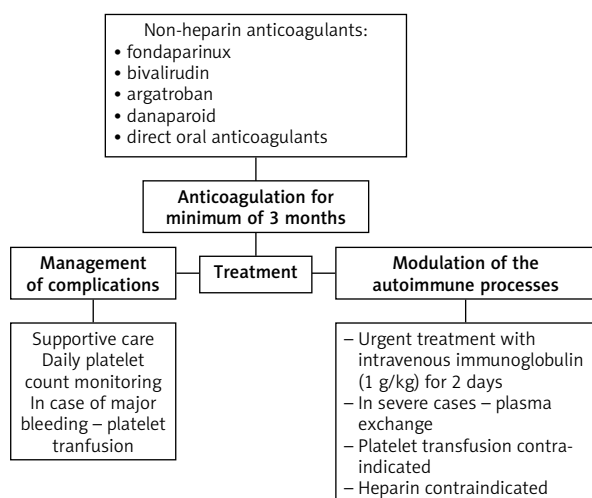 Non-heparin anticoagulants:
• fondaparinux
• bivalirudin
• argatroban
• danaparoid
• direct oral anticoagulants
Anticoagulation for
minimum of 3 months
Management
of complications
Treatment
Modulation of the
autoimmune processes
Supportive care
Daily platelet
count monitoring
In case of major
bleeding – platelet
tranfusion
– Urgent treatment with
intravenous immunoglobulin
(1 g/kg) for 2 days
– In severe cases – plasma
exchange
– Platelet transfusion contra-
indicated
– Heparin contraindicated